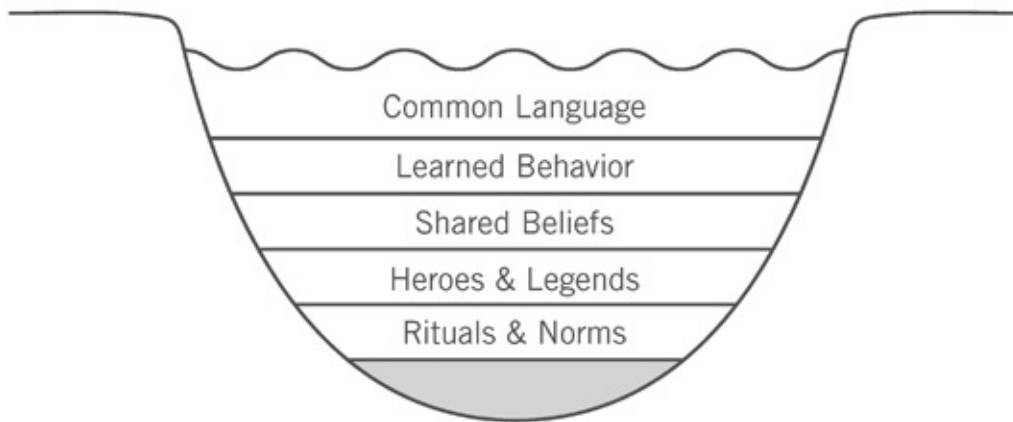 Common Language
Learned Behavior
Shared Beliefs
Heroes & Legends
Rituals & Norms